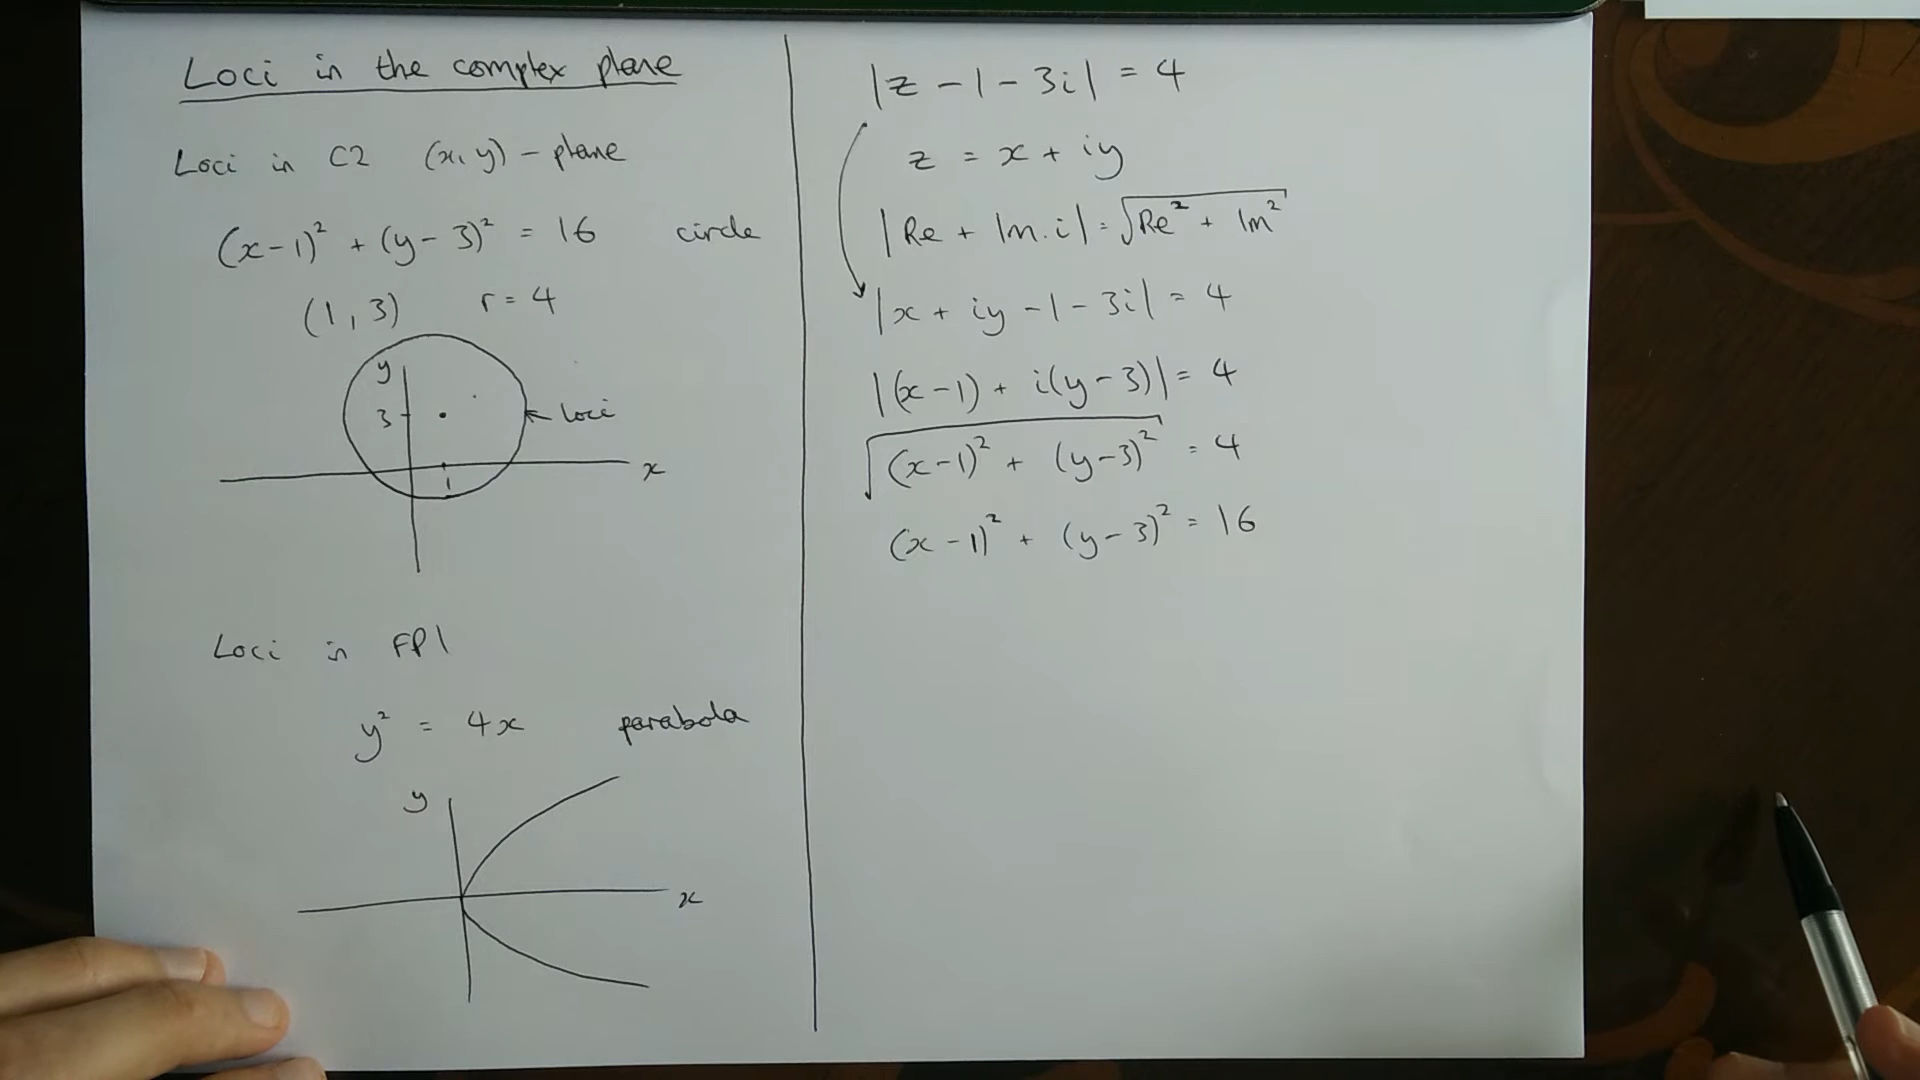 Loci in the complex plane
Loci in C2 (x, y) - plane
(x-1)² + (y-3)² = 16 circle
(1, 3) r = 4
y
3
loci
x
1
Loci in FP1
y² = 4x parabola
y
x
|z - 1 - 3i| = 4
z = x + iy
|Re + Im.i| = √(Re² + Im²)
|x + iy - 1 - 3i| = 4
|(x-1) + i(y-3)| = 4
√((x-1)² + (y-3)²) = 4
(x-1)² + (y-3)² = 16